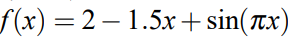 f(x) = 2 − 1.5x + sin(πx)